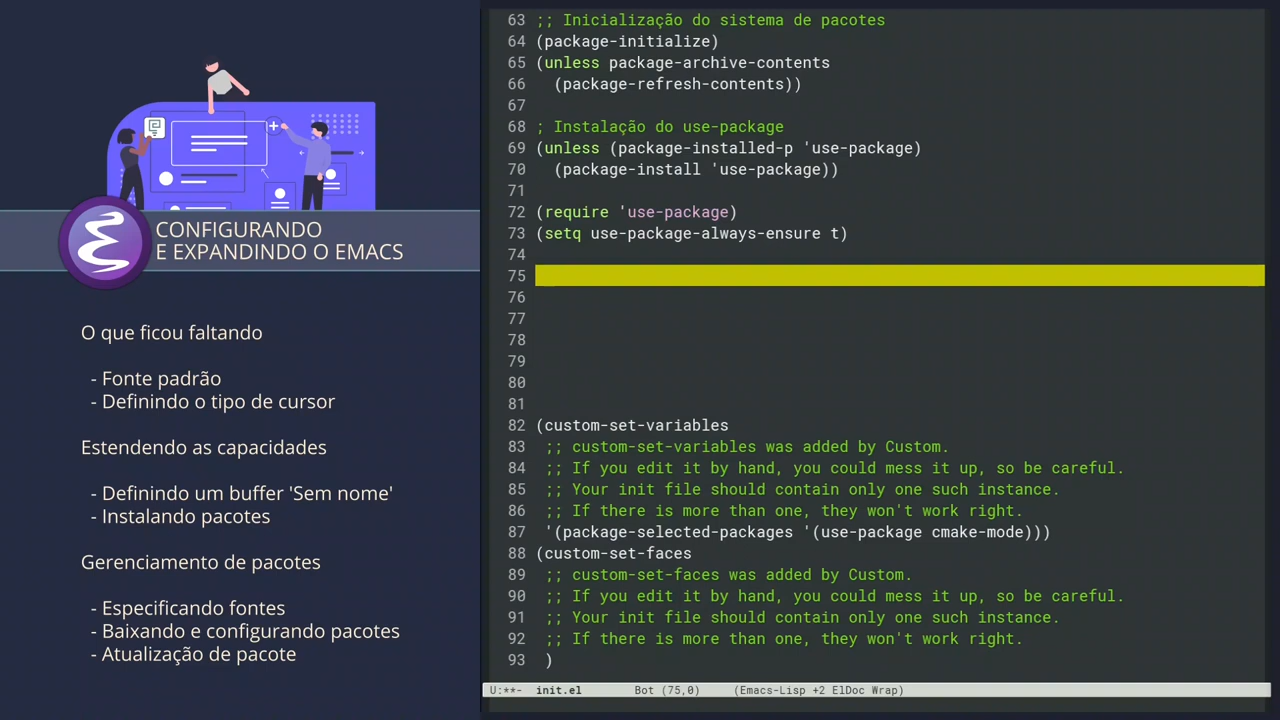 CONFIGURANDO
E EXPANDINDO O EMACS
O que ficou faltando
- Fonte padrão
- Definindo o tipo de cursor
Estendendo as capacidades
- Definindo um buffer 'Sem nome'
- Instalando pacotes
Gerenciamento de pacotes
- Especificando fontes
- Baixando e configurando pacotes
- Atualização de pacote
63 ;; Inicialização do sistema de pacotes
64 (package-initialize)
65 (unless package-archive-contents
66   (package-refresh-contents))
67
68 ; Instalação do use-package
69 (unless (package-installed-p 'use-package)
70   (package-install 'use-package))
71
72 (require 'use-package)
73 (setq use-package-always-ensure t)
74
75
76
77
78
79
80
81
82 (custom-set-variables
83  ;; custom-set-variables was added by Custom.
84  ;; If you edit it by hand, you could mess it up, so be careful.
85  ;; Your init file should contain only one such instance.
86  ;; If there is more than one, they won't work right.
87  '(package-selected-packages '(use-package cmake-mode)))
88 (custom-set-faces
89  ;; custom-set-faces was added by Custom.
90  ;; If you edit it by hand, you could mess it up, so be careful.
91  ;; Your init file should contain only one such instance.
92  ;; If there is more than one, they won't work right.
93  )
U:**-  init.el      Bot (75,0)    (Emacs-Lisp +2 ElDoc Wrap)